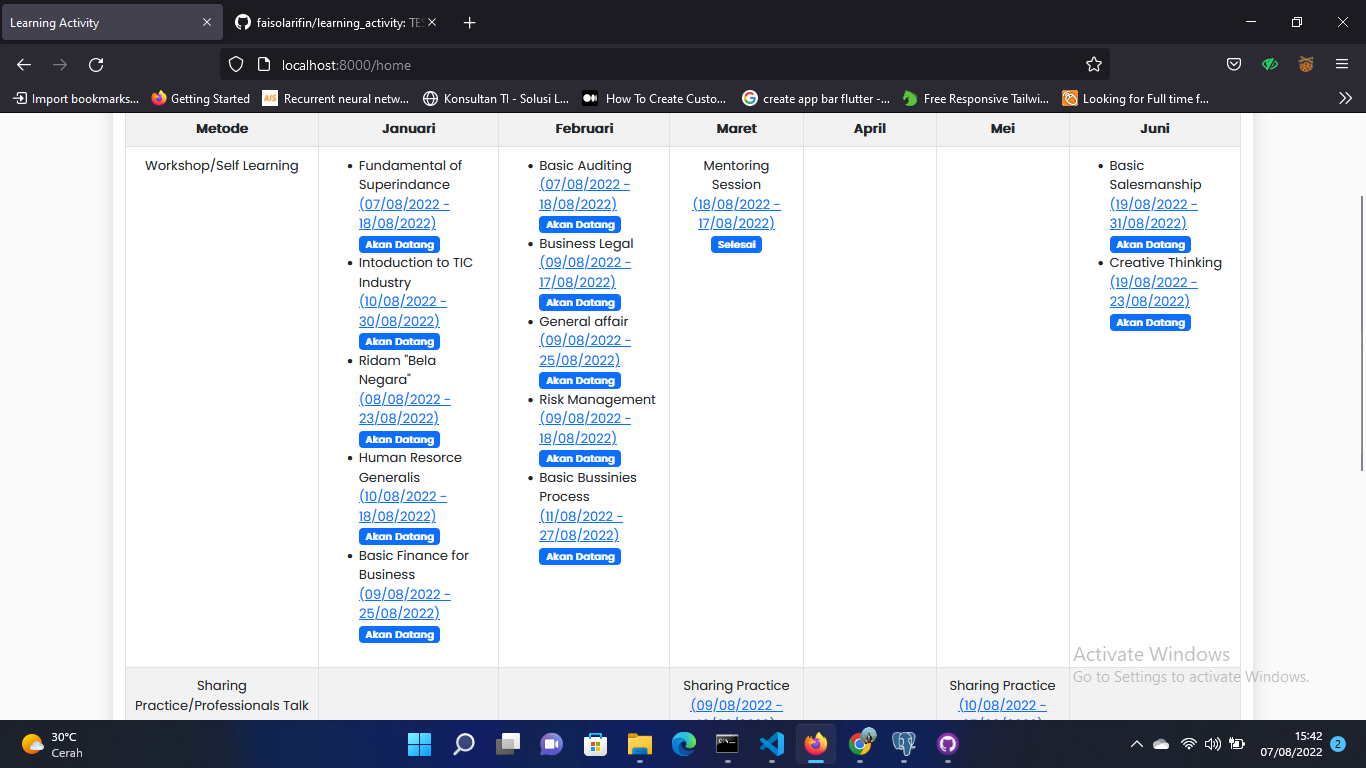 Learning Activity
faisolarifin/learning_activity: TES
localhost:8000/home
Import bookmarks...
Getting Started
Recurrent neural netw...
Konsultan TI - Solusi L...
How To Create Custo...
create app bar flutter -...
Free Responsive Tailwi...
Looking for Full time f...
Metode
Januari
Februari
Maret
April
Mei
Juni
Workshop/Self Learning
Fundamental of
Superindance
(07/08/2022 -
18/08/2022)
Akan Datang
Intoduction to TIC
Industry
(10/08/2022 -
30/08/2022)
Akan Datang
Ridam "Bela
Negara"
(08/08/2022 -
23/08/2022)
Akan Datang
Human Resorce
Generalis
(10/08/2022 -
18/08/2022)
Akan Datang
Basic Finance for
Business
(09/08/2022 -
25/08/2022)
Akan Datang
Basic Auditing
(07/08/2022 -
18/08/2022)
Akan Datang
Business Legal
(09/08/2022 -
17/08/2022)
Akan Datang
General affair
(09/08/2022 -
25/08/2022)
Akan Datang
Risk Management
(09/08/2022 -
18/08/2022)
Akan Datang
Basic Bussinies
Process
(11/08/2022 -
27/08/2022)
Akan Datang
Mentoring
Session
(18/08/2022 -
17/08/2022)
Selesai
Basic
Salesmanship
(19/08/2022 -
31/08/2022)
Akan Datang
Creative Thinking
(19/08/2022 -
23/08/2022)
Akan Datang
Sharing
Practice/Professionals Talk
Sharing Practice
(09/08/2022 -
Sharing Practice
(10/08/2022 -
Activate Windows
Go to Settings to activate Windows.
30°C
Cerah
15:42
07/08/2022
2